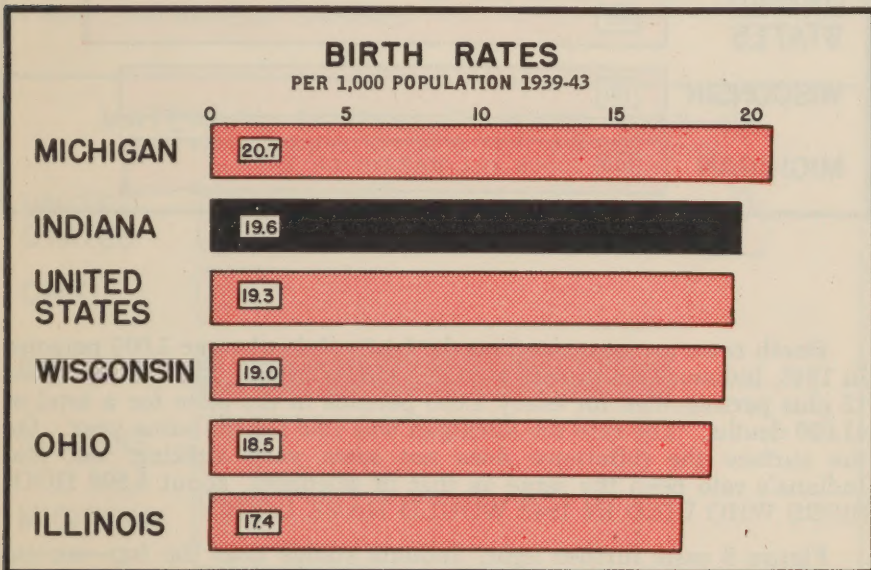 BIRTH RATES
PER 1,000 POPULATION 1939-43
0 5 10 15 20
MICHIGAN 20.7
INDIANA 19.6
UNITED
STATES 19.3
WISCONSIN 19.0
OHIO 18.5
ILLINOIS 17.4